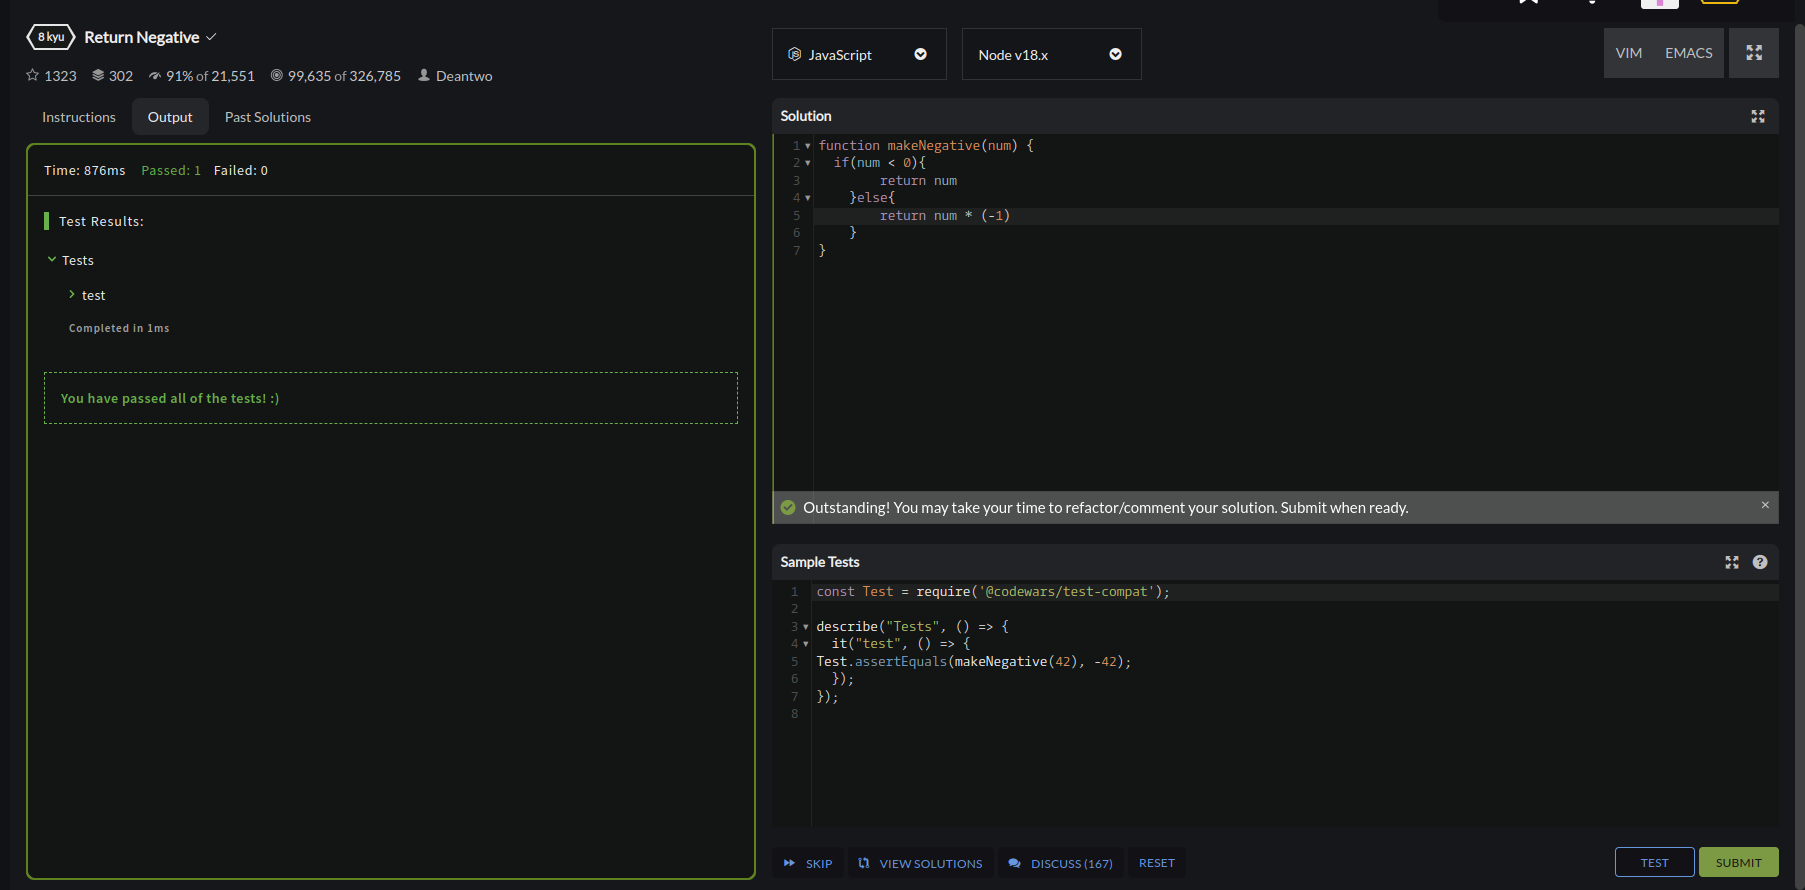 8 kyu Return Negative
1323 302 91% of 21,551 99,635 of 326,785 Deantwo
Instructions Output Past Solutions
Time: 876ms Passed: 1 Failed: 0
Test Results:
Tests
test
Completed in 1ms
You have passed all of the tests! :)
JavaScript
Node v18.x
VIM EMACS
Solution
1 function makeNegative(num) {
2 if(num < 0){
3 return num
4 }else{
5 return num * (-1)
6 }
7 }
Outstanding! You may take your time to refactor/comment your solution. Submit when ready.
Sample Tests
1 const Test = require('@codewars/test-compat');
2
3 describe("Tests", () => {
4 it("test", () => {
5 Test.assertEquals(makeNegative(42), -42);
6 });
7 });
8
SKIP VIEW SOLUTIONS DISCUSS (167) RESET TEST SUBMIT